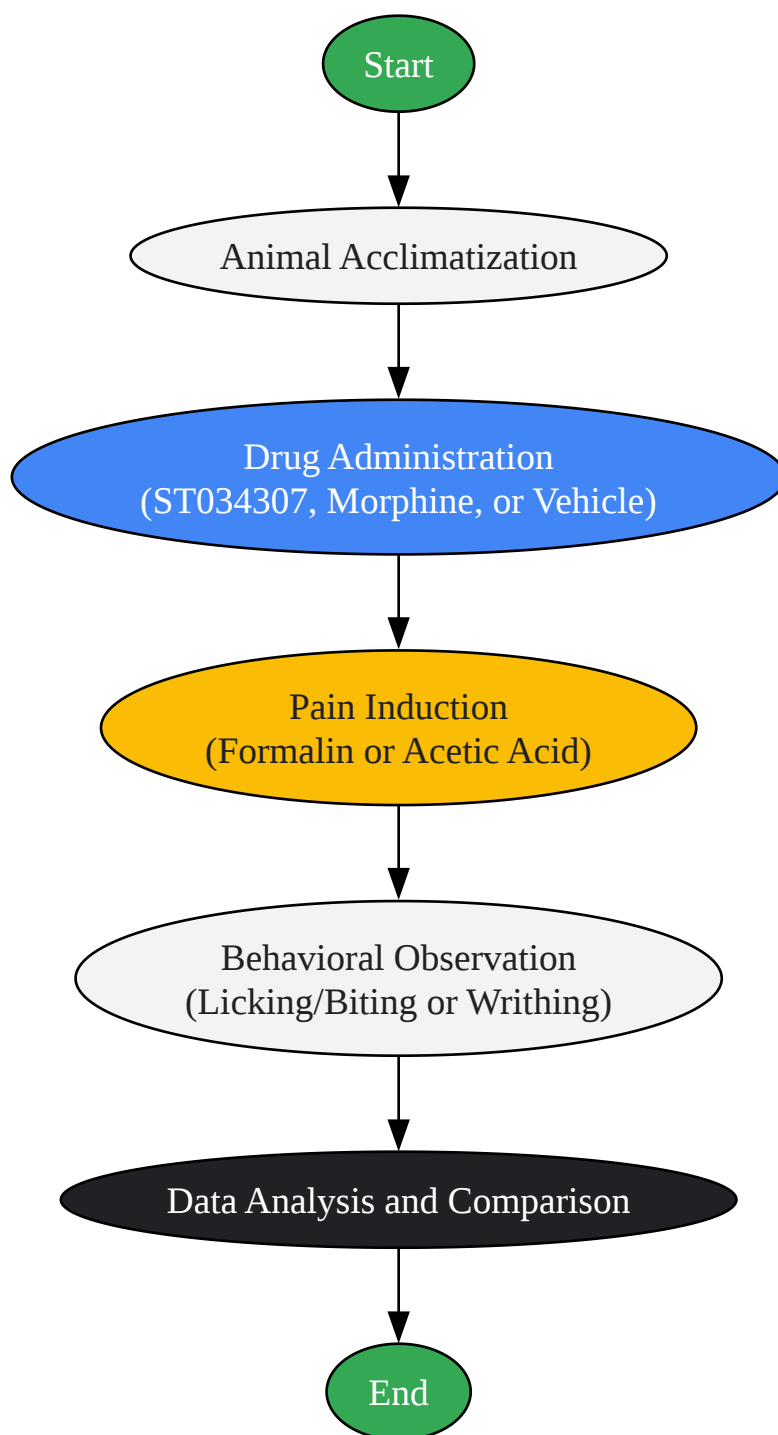 Start
Animal Acclimatization
Drug Administration
(ST034307, Morphine, or Vehicle)
Pain Induction
(Formalin or Acetic Acid)
Behavioral Observation
(Licking/Biting or Writhing)
Data Analysis and Comparison
End